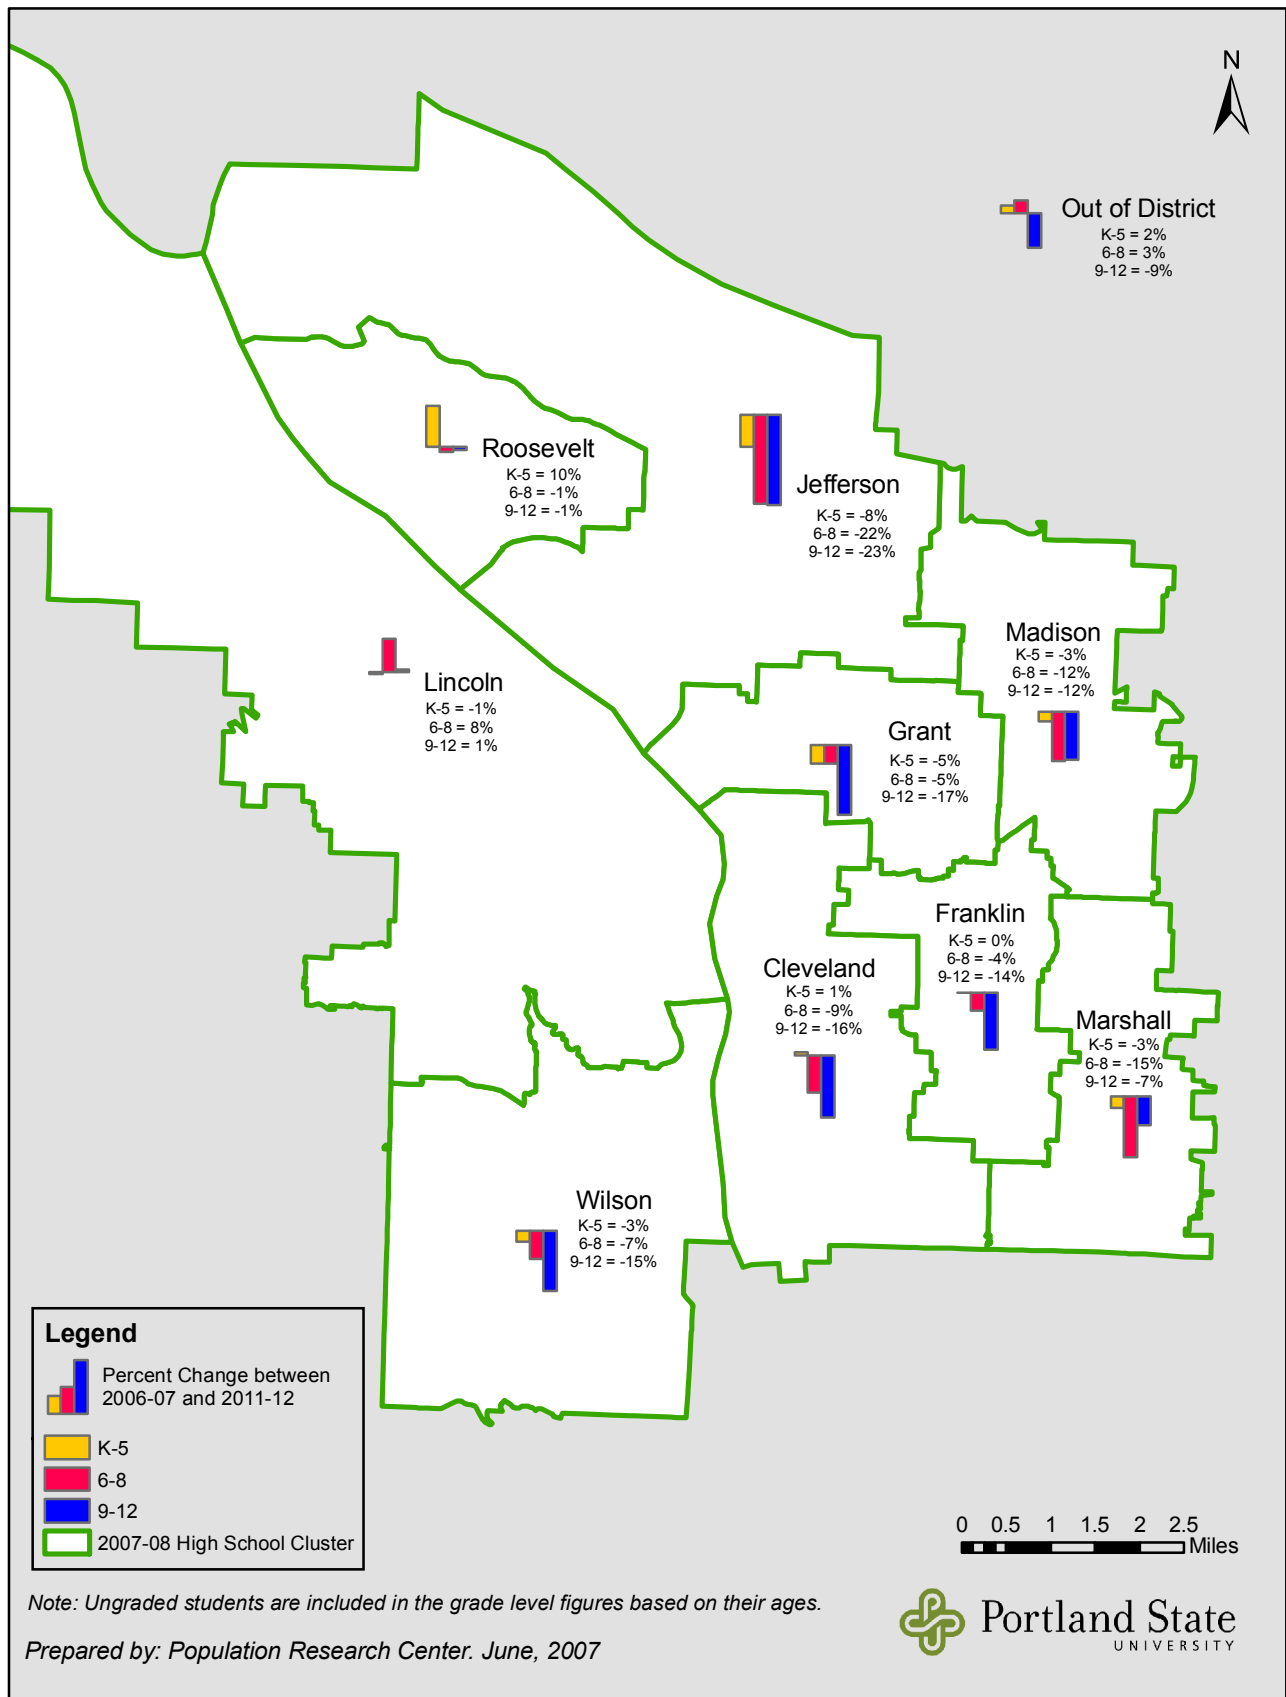 N
Out of District
K-5 = 2%
6-8 = 3%
9-12 = -9%
Roosevelt
K-5 = 10%
6-8 = -1%
9-12 = -1%
Jefferson
K-5 = -8%
6-8 = -22%
9-12 = -23%
Madison
K-5 = -3%
6-8 = -12%
9-12 = -12%
Lincoln
K-5 = -1%
6-8 = 8%
9-12 = 1%
Grant
K-5 = -5%
6-8 = -5%
9-12 = -17%
Franklin
K-5 = 0%
6-8 = -4%
9-12 = -14%
Cleveland
K-5 = 1%
6-8 = -9%
9-12 = -16%
Marshall
K-5 = -3%
6-8 = -15%
9-12 = -7%
Wilson
K-5 = -3%
6-8 = -7%
9-12 = -15%
Legend
Percent Change between
2006-07 and 2011-12
K-5
6-8
9-12
2007-08 High School Cluster
0 0.5 1 1.5 2 2.5
Miles
Note: Ungraded students are included in the grade level figures based on their ages.
Prepared by: Population Research Center. June, 2007
Portland State
UNIVERSITY